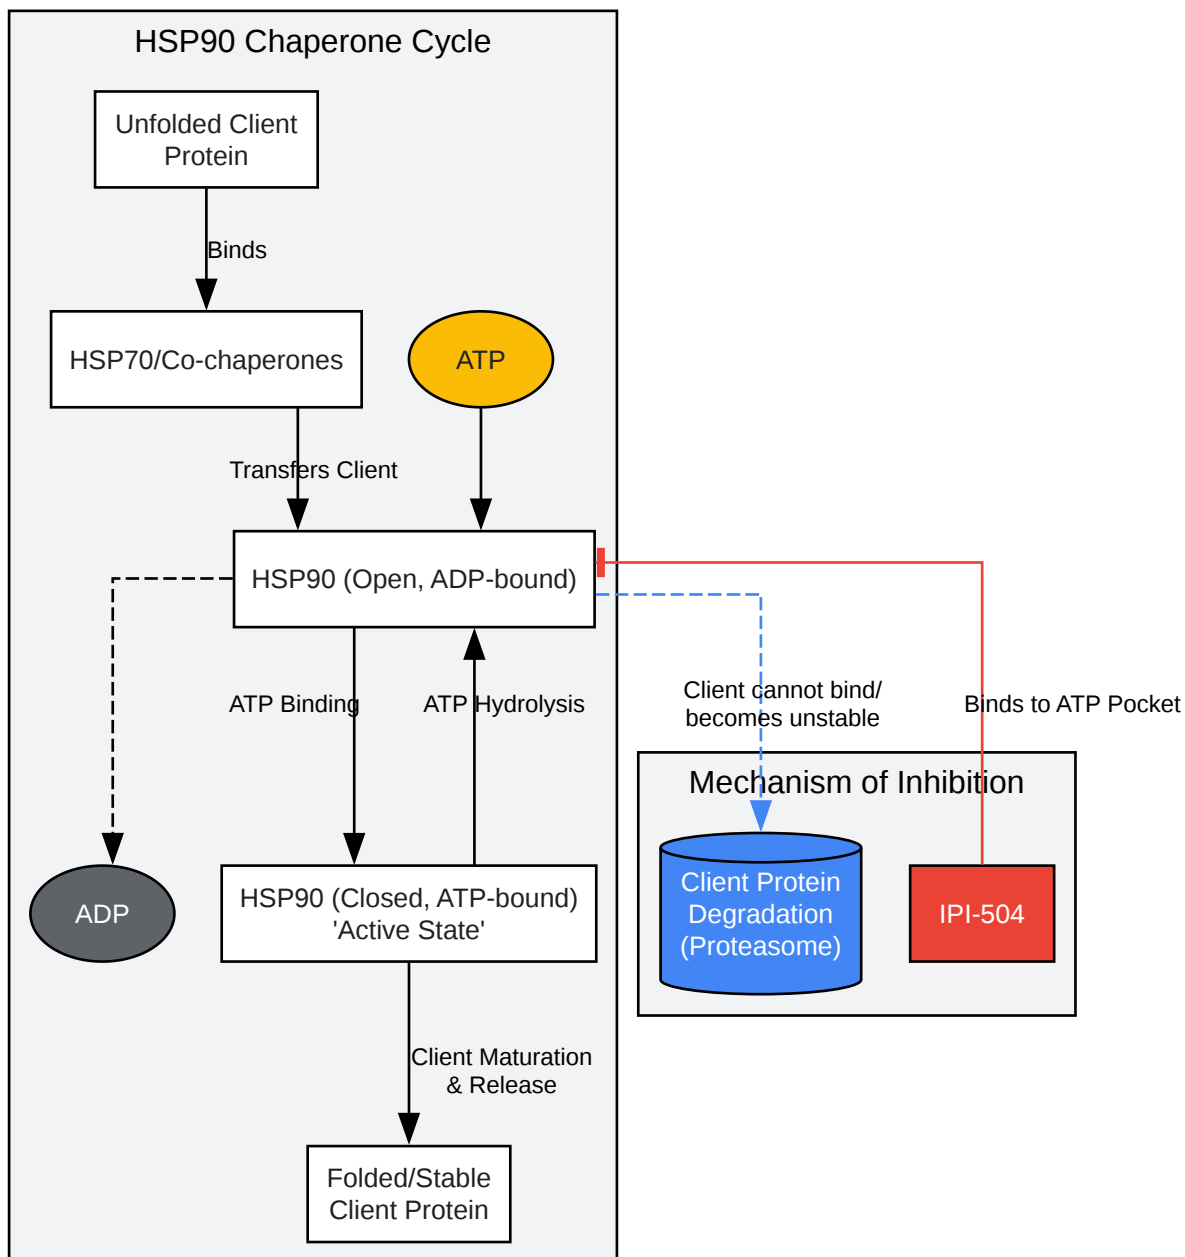 HSP90 Chaperone Cycle
Unfolded Client
Protein
Binds
HSP70/Co-chaperones
ATP
Transfers Client
HSP90 (Open, ADP-bound)
ATP Binding
ATP Hydrolysis
Client cannot bind/
becomes unstable
Binds to ATP Pocket
Mechanism of Inhibition
ADP
HSP90 (Closed, ATP-bound)
'Active State'
Client Protein
Degradation
(Proteasome)
IPI-504
Client Maturation
& Release
Folded/Stable
Client Protein